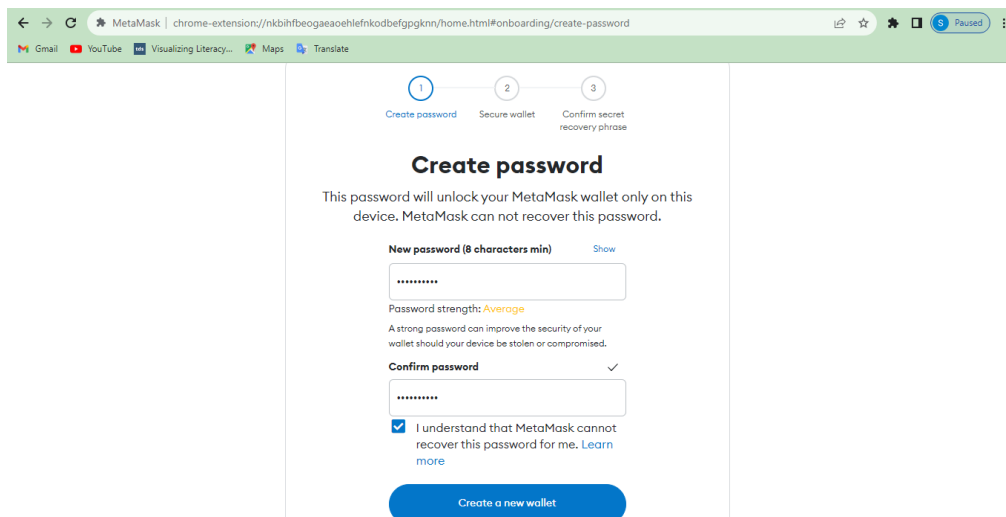 MetaMask | chrome-extension://nkbihfbeogaeaoehlefnkodbefgpgknn/home.html#onboarding/create-password S Paused
Gmail YouTube tds Visualizing Literacy... Maps Translate
1 2 3
Create password Secure wallet Confirm secret
recovery phrase
Create password
This password will unlock your MetaMask wallet only on this
device. MetaMask can not recover this password.
New password (8 characters min) Show
••••••••••
Password strength: Average
A strong password can improve the security of your
wallet should your device be stolen or compromised.
Confirm password
••••••••••
I understand that MetaMask cannot
recover this password for me. Learn
more
Create a new wallet